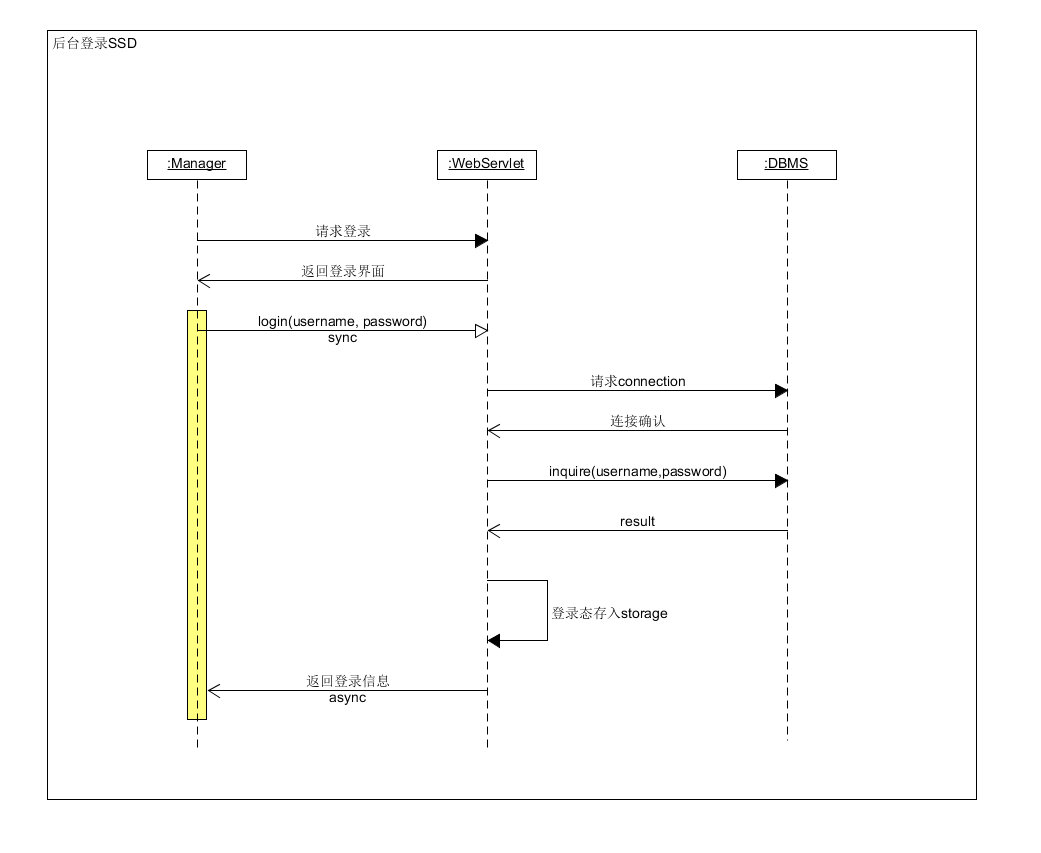 后台登录SSD
:Manager
:WebServlet
:DBMS
请求登录
返回登录界面
login(username, password)
sync
请求connection
连接确认
inquire(username,password)
result
登录态存入storage
返回登录信息
async